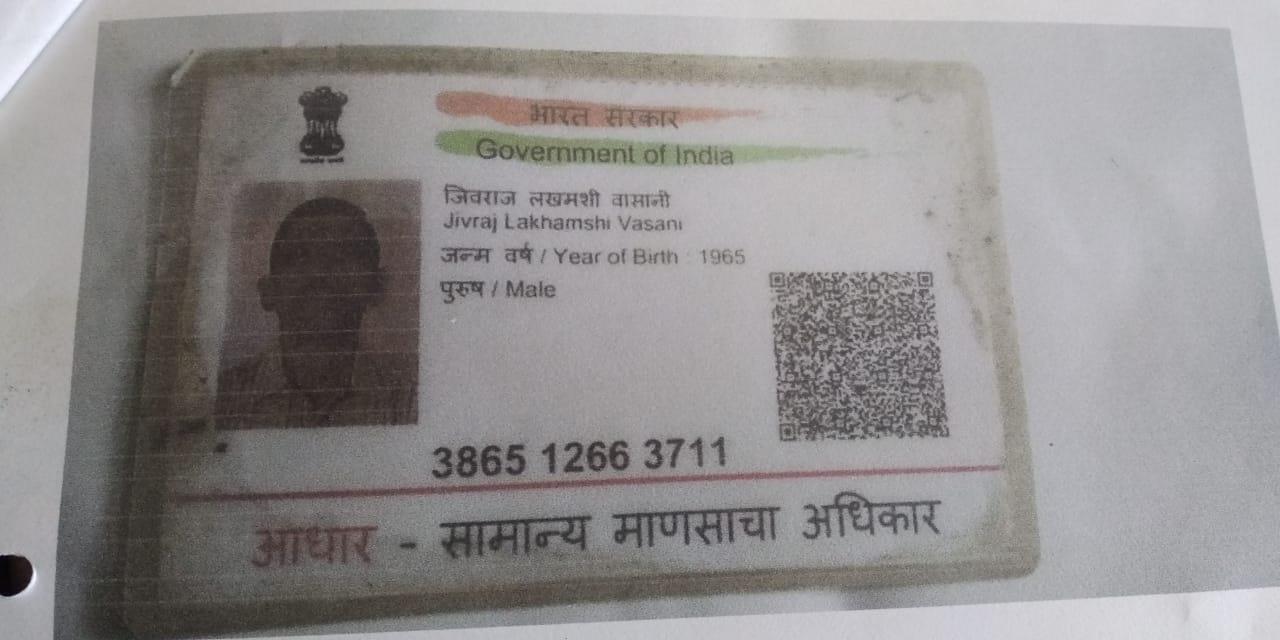 भारत सरकार
Government of India
जिवराज लखमशी वासानी
Jivraj Lakhamshi Vasani
जन्म वर्ष / Year of Birth : 1965
पुरुष / Male
3865 1266 3711
आधार - सामान्य माणसाचा अधिकार